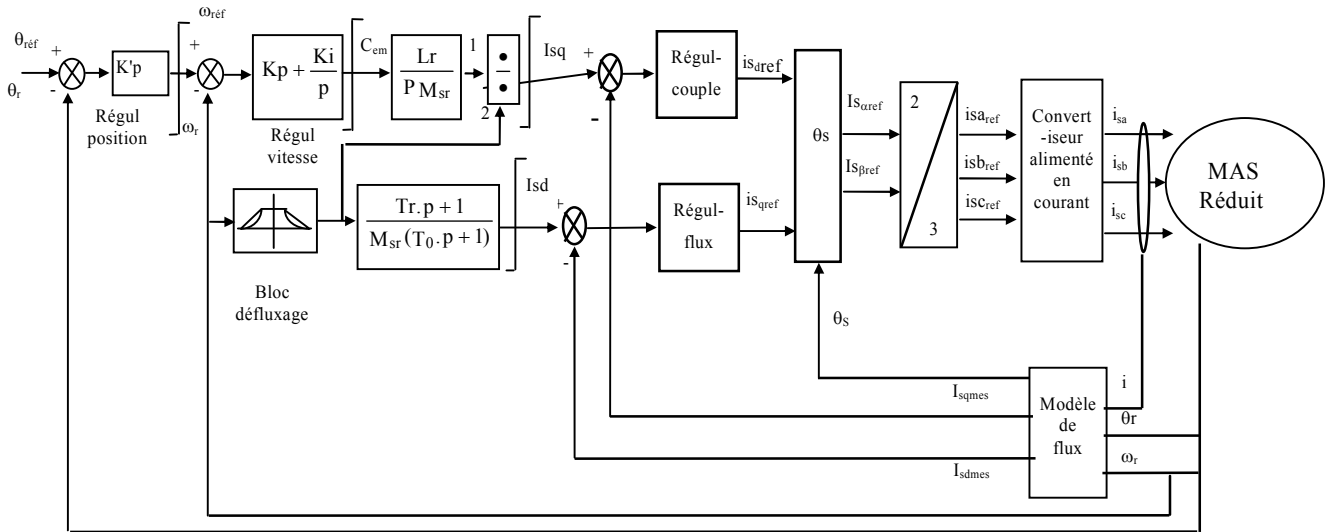 θréf
+
θr
-
K'p
Régul
position
ωréf
+
-
ωr
Kp + Ki/p
Régul
vitesse
Cem
Lr
P Msr
1
2
Isq
+
-
Régul-
couple
isdref
θs
Isαref
Isβref
2
3
isaref
isbref
iscref
Convert
-iseur
alimenté
en
courant
isa
isb
isc
MAS
Réduit
Bloc
défluxage
Tr.p + 1
Msr(T0.p + 1)
Isd
+
-
Régul-
flux
isqref
θS
Isqmes
Isdmes
Modèle
de
flux
i
θr
ωr